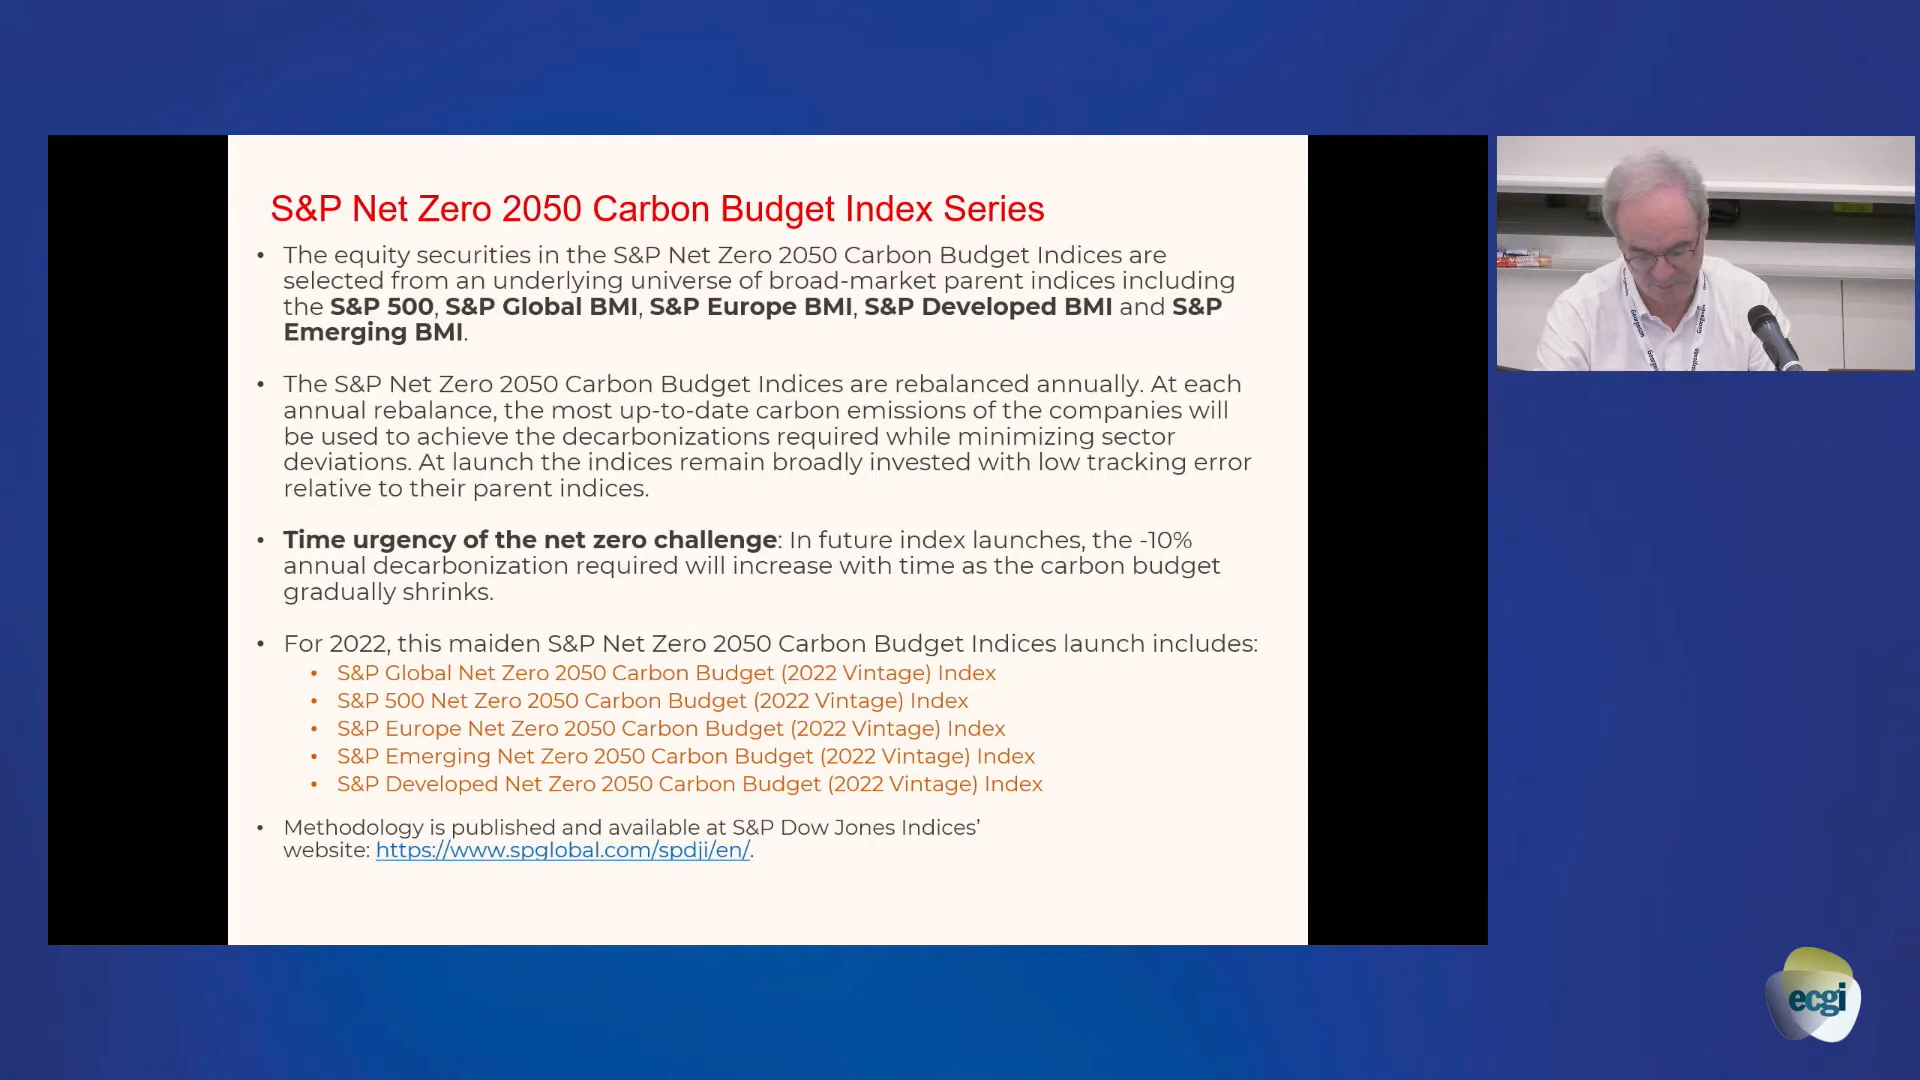 S&P Net Zero 2050 Carbon Budget Index Series
• The equity securities in the S&P Net Zero 2050 Carbon Budget Indices are
selected from an underlying universe of broad-market parent indices including
the S&P 500, S&P Global BMI, S&P Europe BMI, S&P Developed BMI and S&P
Emerging BMI.
• The S&P Net Zero 2050 Carbon Budget Indices are rebalanced annually. At each
annual rebalance, the most up-to-date carbon emissions of the companies will
be used to achieve the decarbonizations required while minimizing sector
deviations. At launch the indices remain broadly invested with low tracking error
relative to their parent indices.
• Time urgency of the net zero challenge: In future index launches, the -10%
annual decarbonization required will increase with time as the carbon budget
gradually shrinks.
• For 2022, this maiden S&P Net Zero 2050 Carbon Budget Indices launch includes:
• S&P Global Net Zero 2050 Carbon Budget (2022 Vintage) Index
• S&P 500 Net Zero 2050 Carbon Budget (2022 Vintage) Index
• S&P Europe Net Zero 2050 Carbon Budget (2022 Vintage) Index
• S&P Emerging Net Zero 2050 Carbon Budget (2022 Vintage) Index
• S&P Developed Net Zero 2050 Carbon Budget (2022 Vintage) Index
• Methodology is published and available at S&P Dow Jones Indices’
website: https://www.spglobal.com/spdji/en/.
Georgeson
ecgi